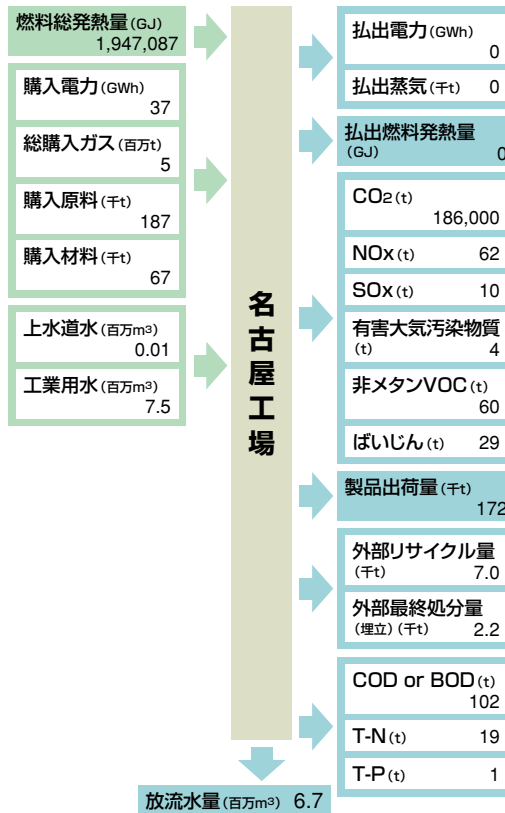 燃料総発熱量(GJ)
1,947,087
購入電力(GWh)
37
総購入ガス(百万t)
5
購入原料(千t)
187
購入材料(千t)
67
上水道水(百万m³)
0.01
工業用水(百万m³)
7.5
名古屋工場
払出電力(GWh)
0
払出蒸気(千t) 0
払出燃料発熱量
(GJ) 0
CO₂(t)
186,000
NOx(t) 62
SOx(t) 10
有害大気汚染物質
(t) 4
非メタンVOC(t)
60
ばいじん(t) 29
製品出荷量(千t)
172
外部リサイクル量
(千t) 7.0
外部最終処分量
(埋立)(千t) 2.2
COD or BOD(t)
102
T-N(t) 19
T-P(t) 1
放流水量(百万m³) 6.7